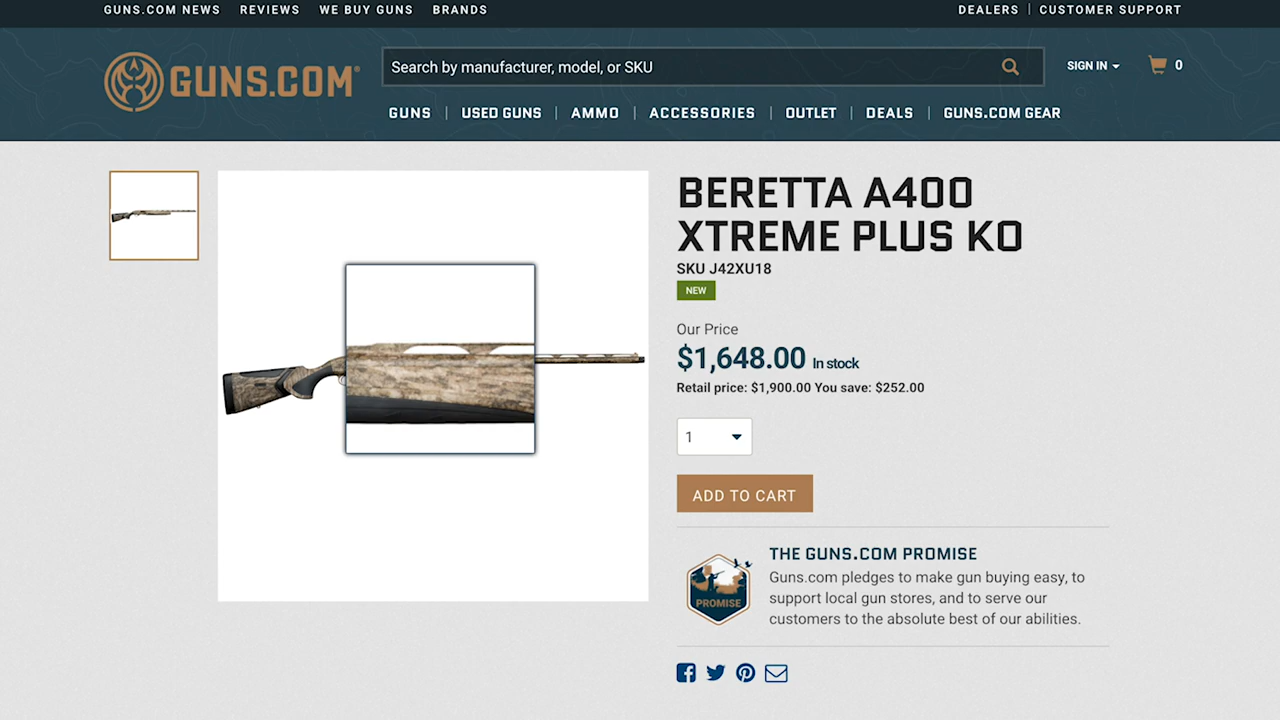 GUNS.COM NEWS REVIEWS WE BUY GUNS BRANDS DEALERS | CUSTOMER SUPPORT
GUNS.COM®
Search by manufacturer, model, or SKU
SIGN IN
0
GUNS | USED GUNS | AMMO | ACCESSORIES | OUTLET | DEALS | GUNS.COM GEAR
BERETTA A400
XTREME PLUS KO
SKU J42XU18
NEW
Our Price
$1,648.00 In stock
Retail price: $1,900.00 You save: $252.00
1
ADD TO CART
THE GUNS.COM PROMISE
Guns.com pledges to make gun buying easy, to
support local gun stores, and to serve our
customers to the absolute best of our abilities.
PROMISE